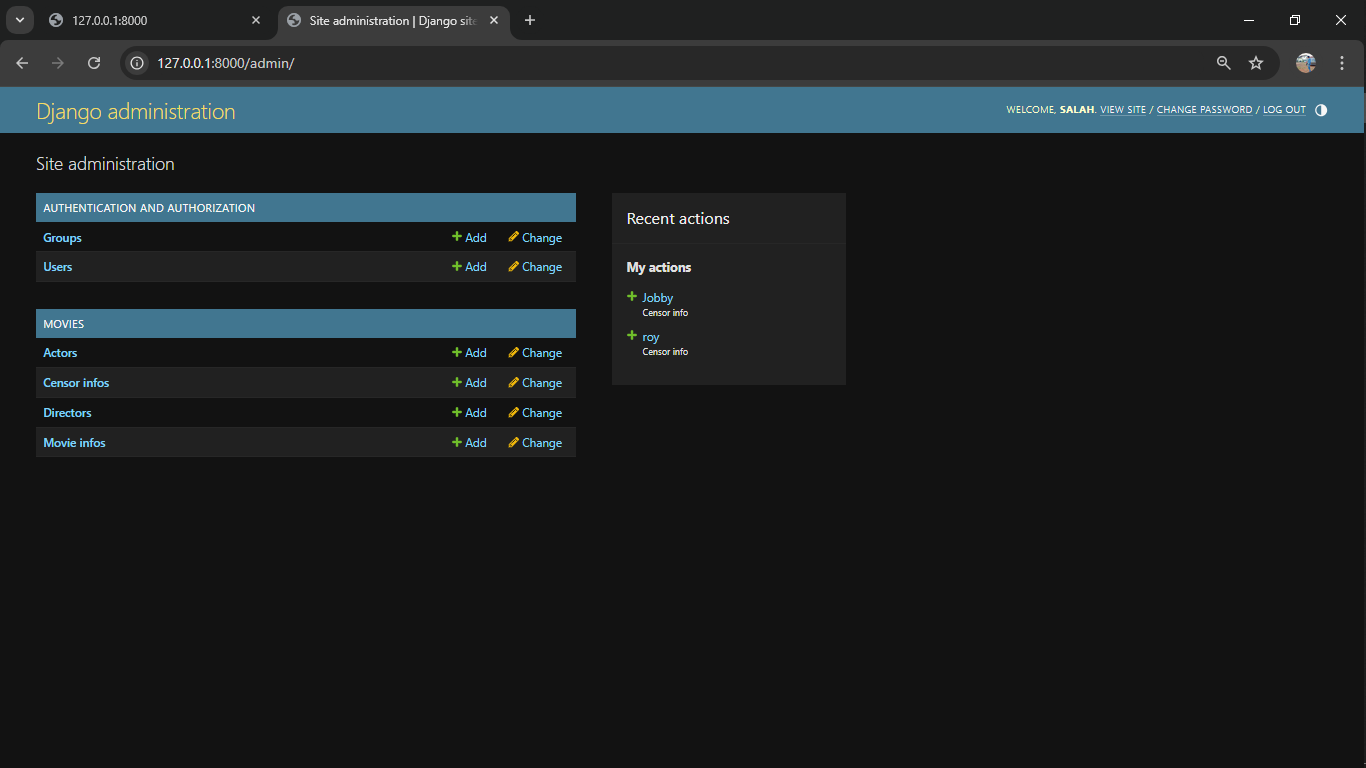 127.0.0.1:8000
Site administration | Django site
127.0.0.1:8000/admin/
Django administration
WELCOME, SALAH. VIEW SITE / CHANGE PASSWORD / LOG OUT
Site administration
AUTHENTICATION AND AUTHORIZATION
Groups Add Change
Users Add Change
MOVIES
Actors Add Change
Censor infos Add Change
Directors Add Change
Movie infos Add Change
Recent actions
My actions
Jobby
Censor info
roy
Censor info